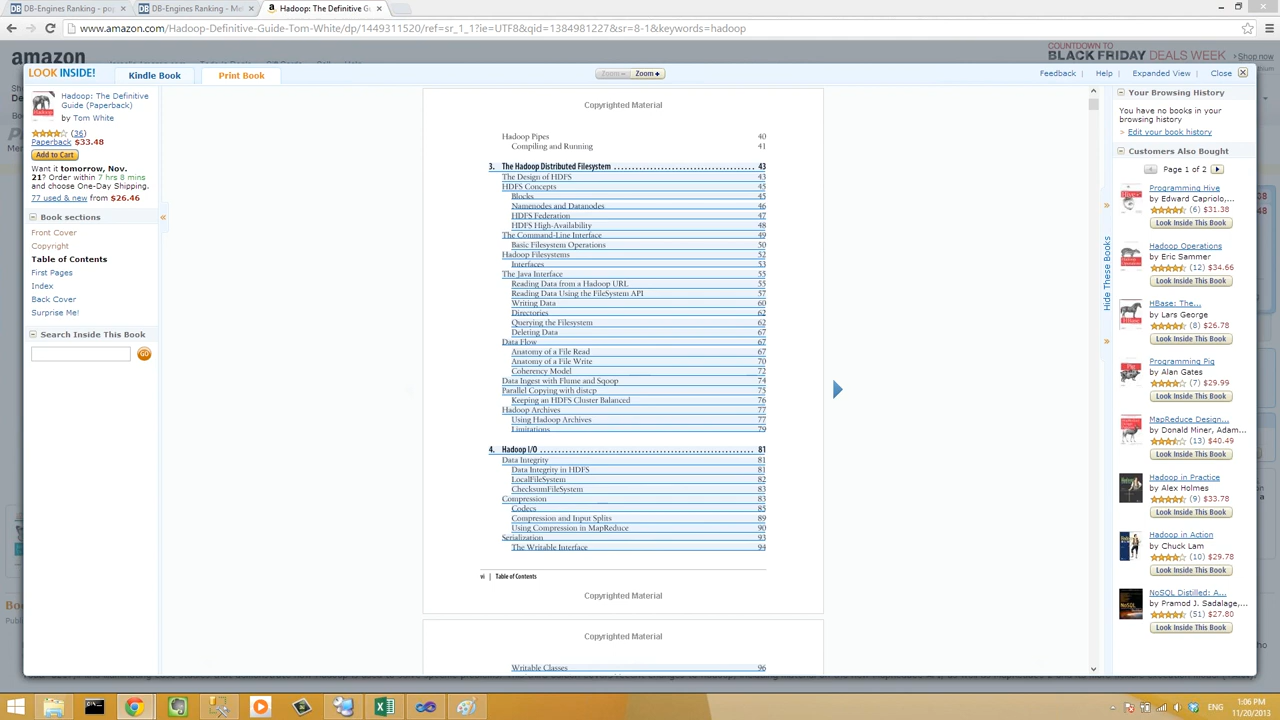 DB-Engines Ranking - pop
DB-Engines Ranking - Met
Hadoop: The Definitive G
www.amazon.com/Hadoop-Definitive-Guide-Tom-White/dp/1449311520/ref=sr_1_1?ie=UTF8&qid=1384981227&sr=8-1&keywords=hadoop
amazon
COUNTDOWN TO
BLACK FRIDAY DEALS WEEK
Shop now
LOOK INSIDE!
Kindle Book
Print Book
Zoom -
Zoom +
Feedback | Help | Expanded View | Close
Hadoop: The Definitive
Guide (Paperback)
by Tom White
(36)
Paperback $33.48
Add to Cart
Want it tomorrow, Nov.
21? Order within 7 hrs 8 mins
and choose One-Day Shipping.
77 used & new from $26.46
Book sections
Front Cover
Copyright
Table of Contents
First Pages
Index
Back Cover
Surprise Me!
Search Inside This Book
GO
Copyrighted Material
Hadoop Pipes 40
Compiling and Running 41
3. The Hadoop Distributed Filesystem 43
The Design of HDFS 43
HDFS Concepts 45
Blocks 45
Namenodes and Datanodes 46
HDFS Federation 47
HDFS High-Availability 48
The Command-Line Interface 49
Basic Filesystem Operations 50
Hadoop Filesystems 52
Interfaces 53
The Java Interface 55
Reading Data from a Hadoop URL 55
Reading Data Using the FileSystem API 57
Writing Data 60
Directories 62
Querying the Filesystem 62
Deleting Data 67
Data Flow 67
Anatomy of a File Read 67
Anatomy of a File Write 70
Coherency Model 72
Data Ingest with Flume and Sqoop 74
Parallel Copying with distcp 75
Keeping an HDFS Cluster Balanced 76
Hadoop Archives 77
Using Hadoop Archives 77
Limitations 79
4. Hadoop I/O 81
Data Integrity 81
Data Integrity in HDFS 81
LocalFileSystem 82
ChecksumFileSystem 83
Compression 83
Codecs 85
Compression and Input Splits 89
Using Compression in MapReduce 90
Serialization 93
The Writable Interface 94
vi | Table of Contents
Copyrighted Material
Copyrighted Material
Writable Classes 96
Hide These Books
Your Browsing History
You have no books in your
browsing history
Edit your book history
Customers Also Bought
Page 1 of 2
Programming Hive
by Edward Capriolo,...
(6) $31.38
Look Inside This Book
Hadoop Operations
by Eric Sammer
(12) $34.66
Look Inside This Book
HBase: The...
by Lars George
(8) $26.78
Look Inside This Book
Programming Pig
by Alan Gates
(7) $29.99
Look Inside This Book
MapReduce Design...
by Donald Miner, Adam...
(13) $40.49
Look Inside This Book
Hadoop in Practice
by Alex Holmes
(9) $33.78
Look Inside This Book
Hadoop in Action
by Chuck Lam
(10) $29.78
Look Inside This Book
NoSQL Distilled: A...
by Pramod J. Sadalage,...
(51) $27.80
Look Inside This Book
ENG
1:06 PM
11/20/2013